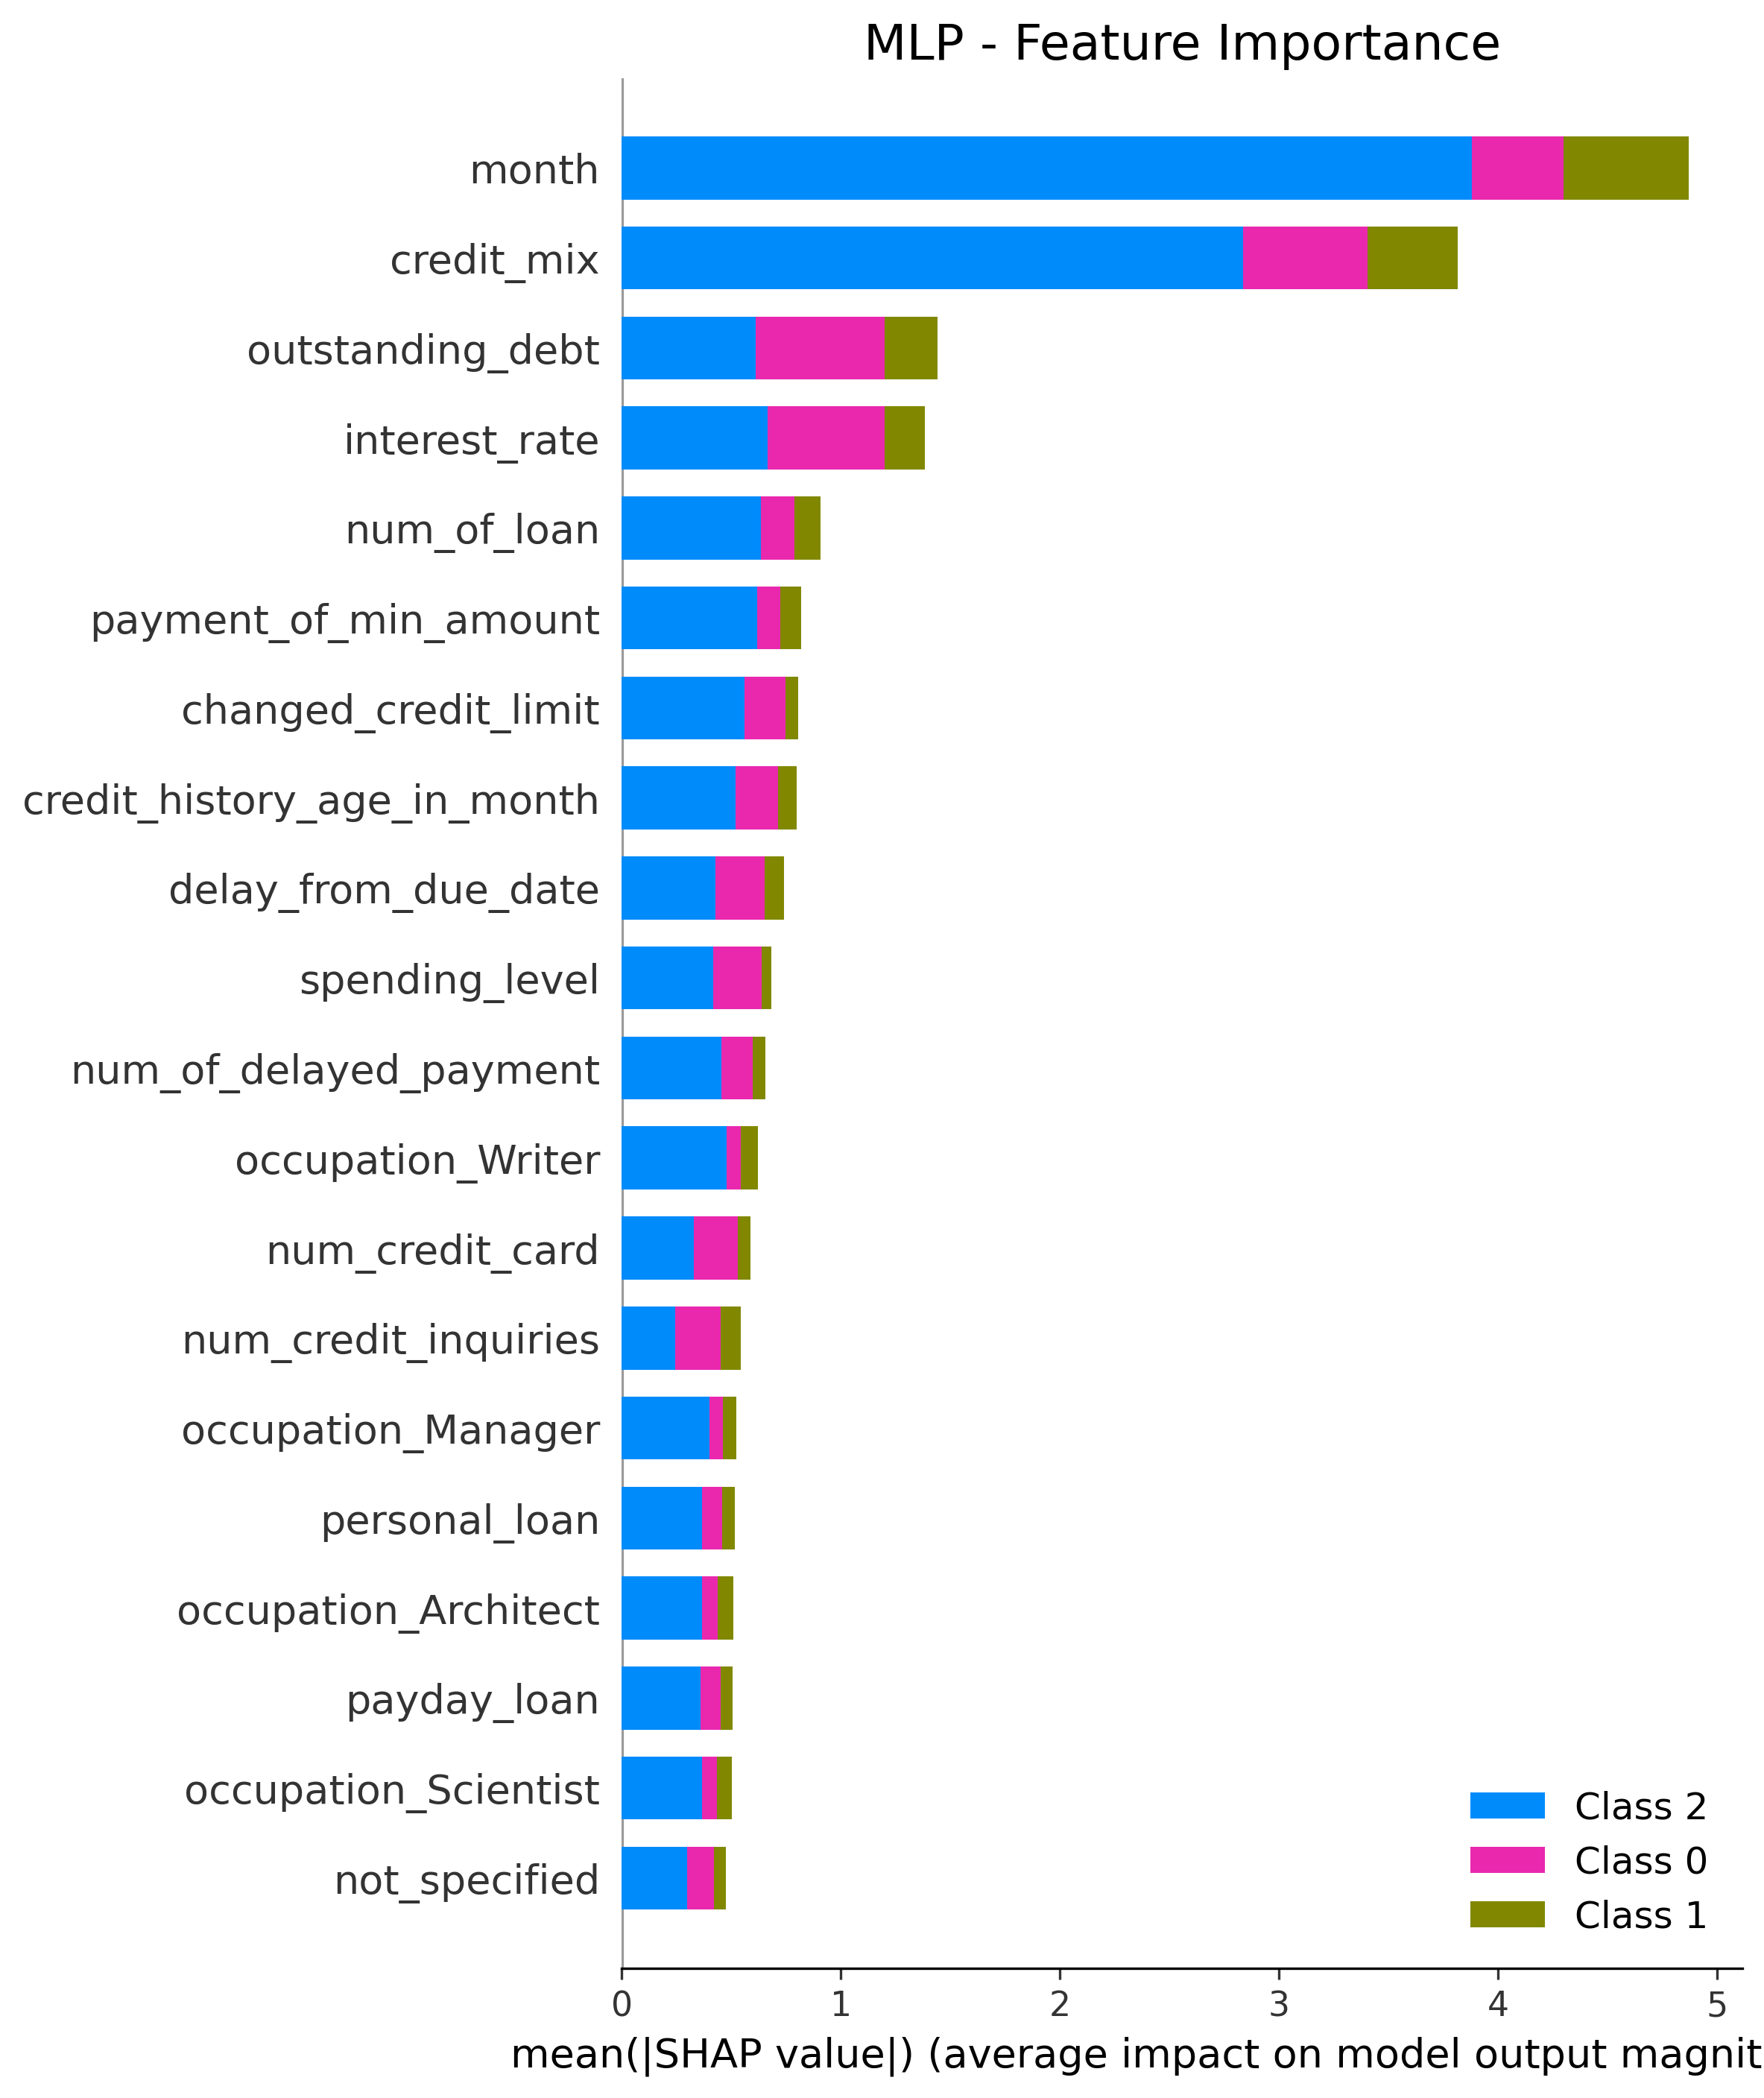 MLP - Feature Importance
month
credit_mix
outstanding_debt
interest_rate
num_of_loan
payment_of_min_amount
changed_credit_limit
credit_history_age_in_month
delay_from_due_date
spending_level
num_of_delayed_payment
occupation_Writer
num_credit_card
num_credit_inquiries
occupation_Manager
personal_loan
occupation_Architect
payday_loan
occupation_Scientist
not_specified
Class 2
Class 0
Class 1
0 1 2 3 4 5
mean(|SHAP value|) (average impact on model output magnit